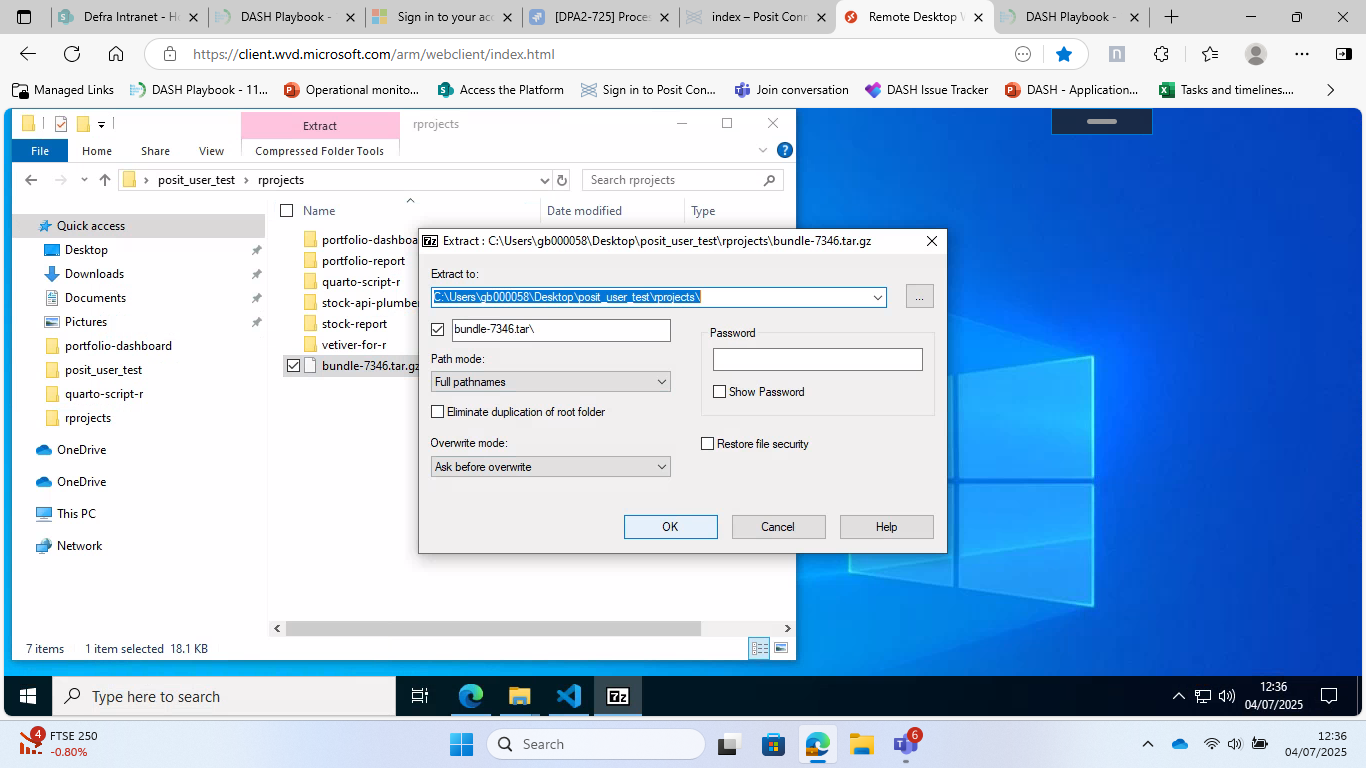 Defra Intranet - Ho
DASH Playbook -
Sign in to your acc
[DPA2-725] Proces
index – Posit Conn
Remote Desktop W
DASH Playbook -
https://client.wvd.microsoft.com/arm/webclient/index.html
Managed Links
DASH Playbook - 11...
Operational monito...
Access the Platform
Sign in to Posit Con...
Join conversation
DASH Issue Tracker
DASH - Application...
Tasks and timelines....
Extract
rprojects
File
Home
Share
View
Compressed Folder Tools
posit_user_test
rprojects
Search rprojects
Name
Date modified
Type
Quick access
Desktop
Downloads
Documents
Pictures
portfolio-dashboard
posit_user_test
quarto-script-r
rprojects
OneDrive
OneDrive
This PC
Network
portfolio-dashboa
portfolio-report
quarto-script-r
stock-api-plumber
stock-report
vetiver-for-r
bundle-7346.tar.gz
7z Extract : C:\Users\gb000058\Desktop\posit_user_test\rprojects\bundle-7346.tar.gz
Extract to:
C:\Users\gb000058\Desktop\posit_user_test\rprojects\
...
bundle-7346.tar\
Path mode:
Full pathnames
Eliminate duplication of root folder
Overwrite mode:
Ask before overwrite
Password
Show Password
Restore file security
OK
Cancel
Help
7 items
1 item selected 18.1 KB
Type here to search
7z
12:36
04/07/2025
4
FTSE 250
-0.80%
Search
6
12:36
04/07/2025